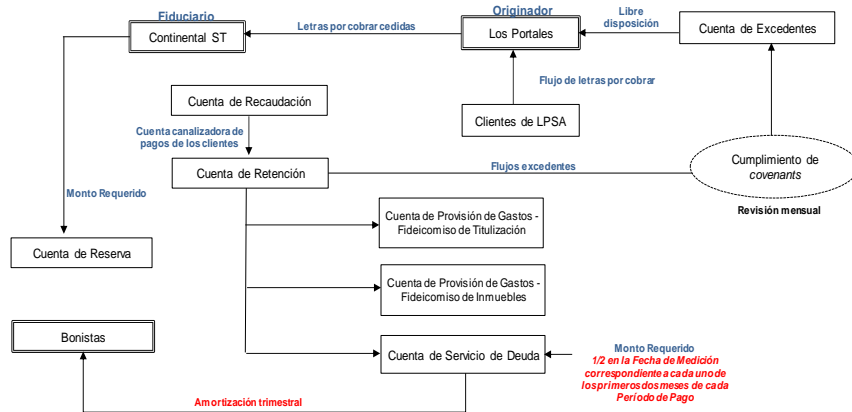 Fiduciario
Continental ST
Letras por cobrar cedidas
Originador
Los Portales
Libre
disposición
Cuenta de Excedentes
Flujo de letras por cobrar
Clientes de LPSA
Cuenta de Recaudación
Cuenta canalizadora de
pagos de los clientes
Cuenta de Retención
Flujos excedentes
Cumplimiento de
covenants
Revisión mensual
Monto Requerido
Cuenta de Reserva
Cuenta de Provisión de Gastos -
Fideicomiso de Titulización
Cuenta de Provisión de Gastos -
Fideicomiso de Inmuebles
Bonistas
Cuenta de Servicio de Deuda
Monto Requerido
1/2 en la Fecha de Medición
correspondiente a cada uno de
los primeros dos meses de cada
Período de Pago
Amortización trimestral